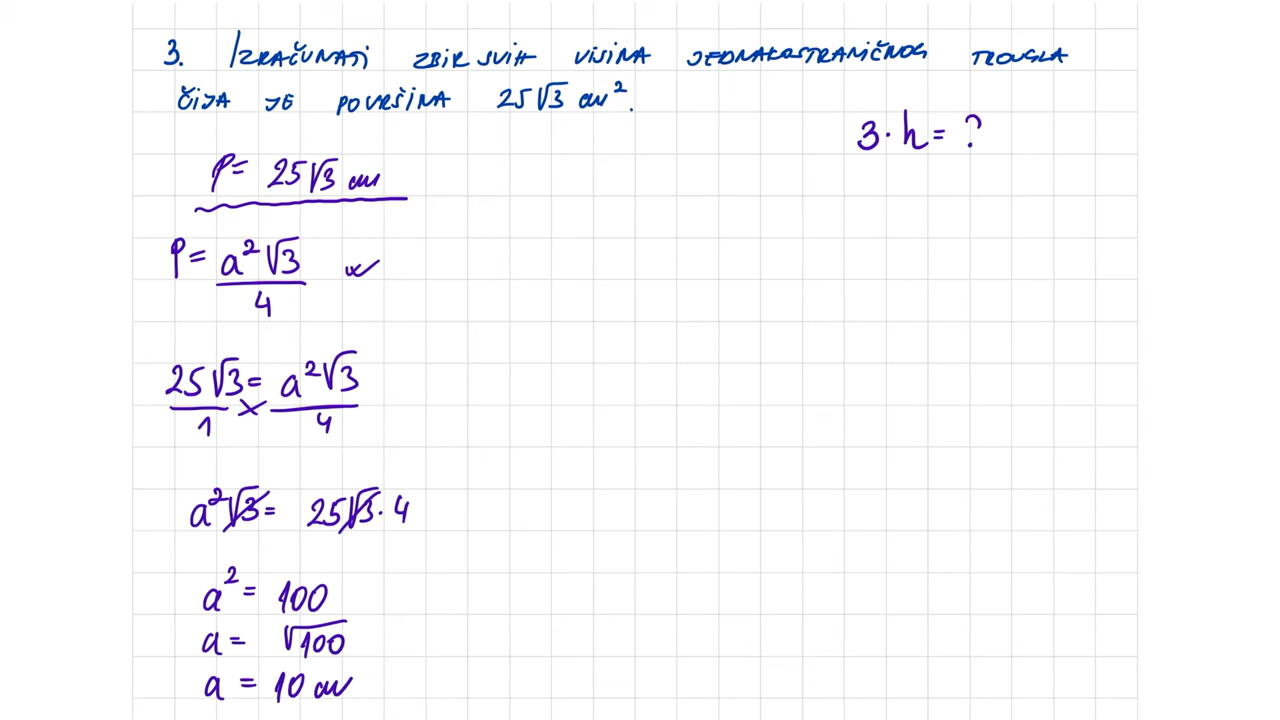 3. IZRAČUNATI ZBIR SVIH VISINA JEDNAKOSTRANIČNOG TROUGLA
ČIJA JE POVRŠINA 25√3 cm².
3·h = ?
P = 25√3 cm
P = a²√3 / 4
25√3 / 1 = a²√3 / 4
a²√3 = 25√3 · 4
a² = 100
a = √100
a = 10 cm